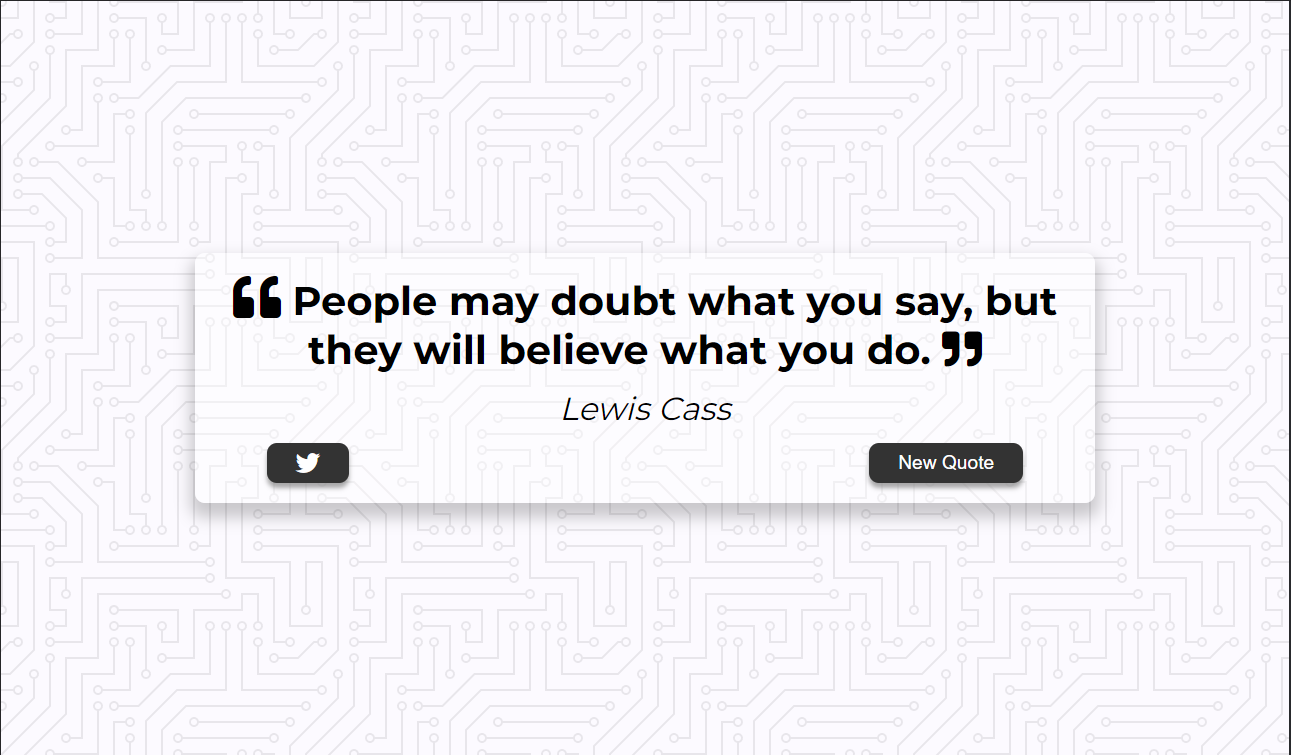 “ People may doubt what you say, but
they will believe what you do. ”
Lewis Cass
New Quote